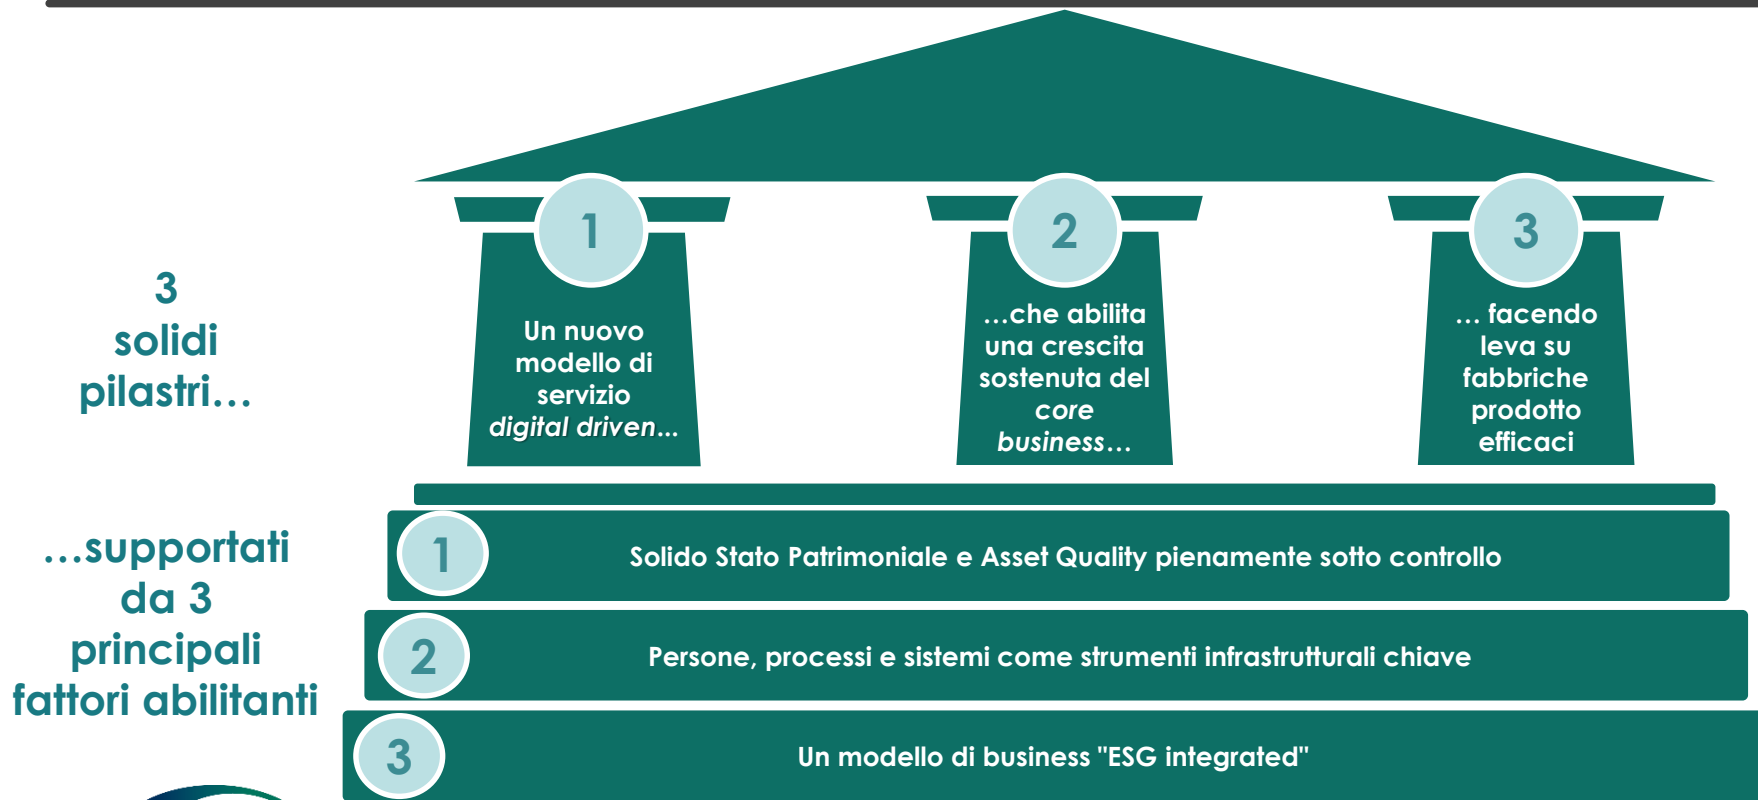 3
solidi
pilastri…
1
Un nuovo
modello di
servizio
digital driven...
2
…che abilita
una crescita
sostenuta del
core
business…
3
… facendo
leva su
fabbriche
prodotto
efficaci
…supportati
da 3
principali
fattori abilitanti
1
Solido Stato Patrimoniale e Asset Quality pienamente sotto controllo
2
Persone, processi e sistemi come strumenti infrastrutturali chiave
3
Un modello di business "ESG integrated"